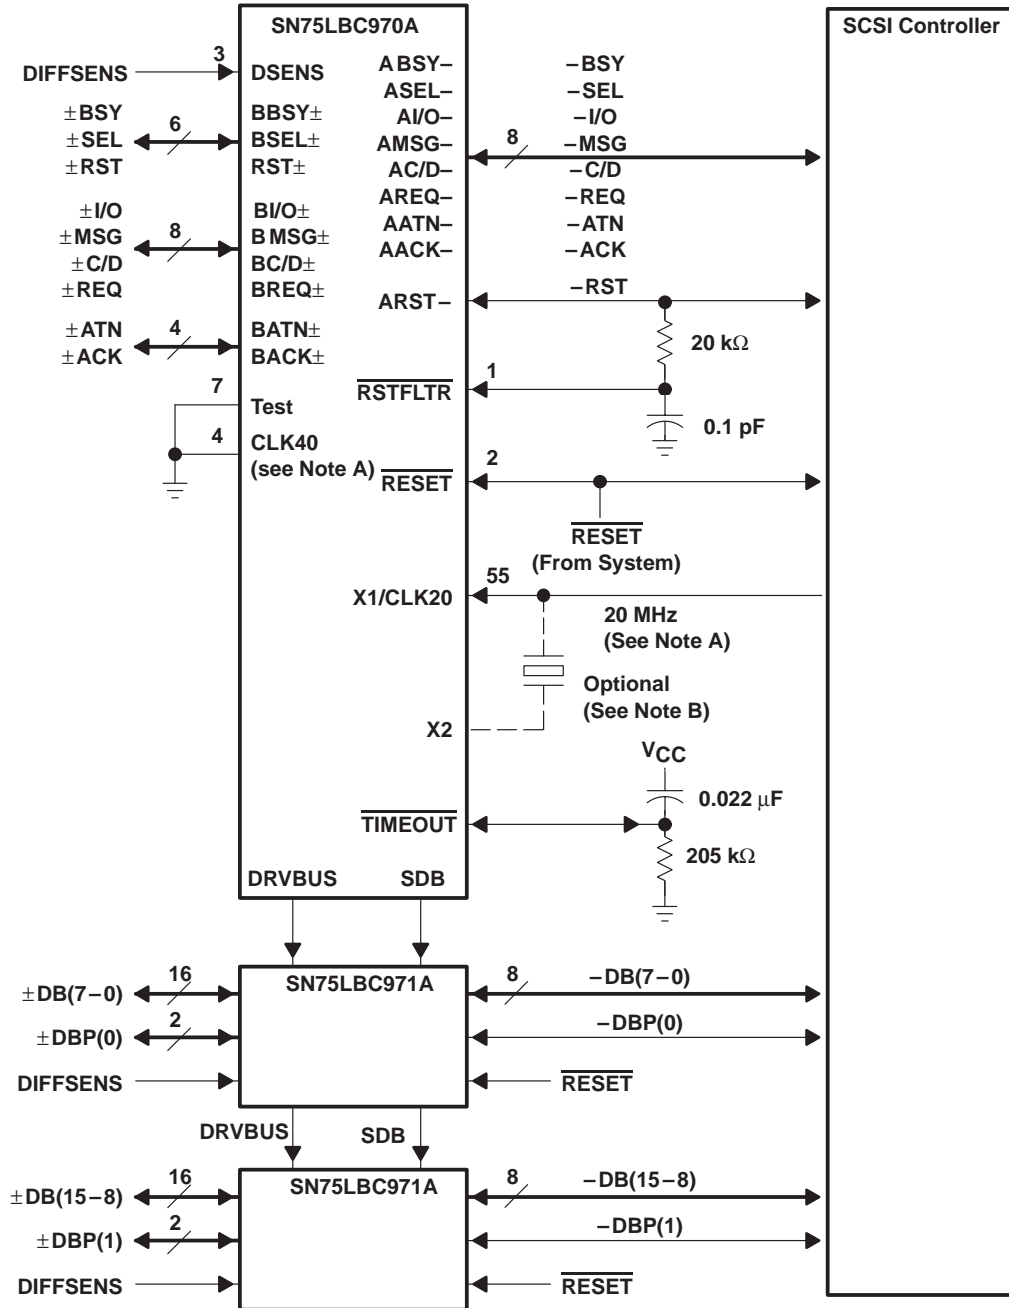 SN75LBC970A
SCSI Controller
DIFFSENS
3
DSENS
±BSY
±SEL
±RST
6
BBSY±
BSEL±
RST±
±I/O
±MSG
±C/D
±REQ
8
BI/O±
BMSG±
BC/D±
BREQ±
±ATN
±ACK
4
BATN±
BACK±
7
Test
4
CLK40
(see Note A)
ABSY–
ASEL–
AI/O–
AMSG–
AC/D–
AREQ–
AATN–
AACK–
8
–BSY
–SEL
–I/O
–MSG
–C/D
–REQ
–ATN
–ACK
ARST–
–RST
20 kΩ
RSTFLTR
1
0.1 pF
RESET
2
RESET
(From System)
X1/CLK20
55
20 MHz
(See Note A)
Optional
(See Note B)
X2
VCC
0.022 μF
TIMEOUT
205 kΩ
DRVBUS
SDB
SN75LBC971A
±DB(7–0)
16
8
–DB(7–0)
±DBP(0)
2
–DBP(0)
DIFFSENS
RESET
DRVBUS
SDB
SN75LBC971A
±DB(15–8)
16
8
–DB(15–8)
±DBP(1)
2
–DBP(1)
DIFFSENS
RESET